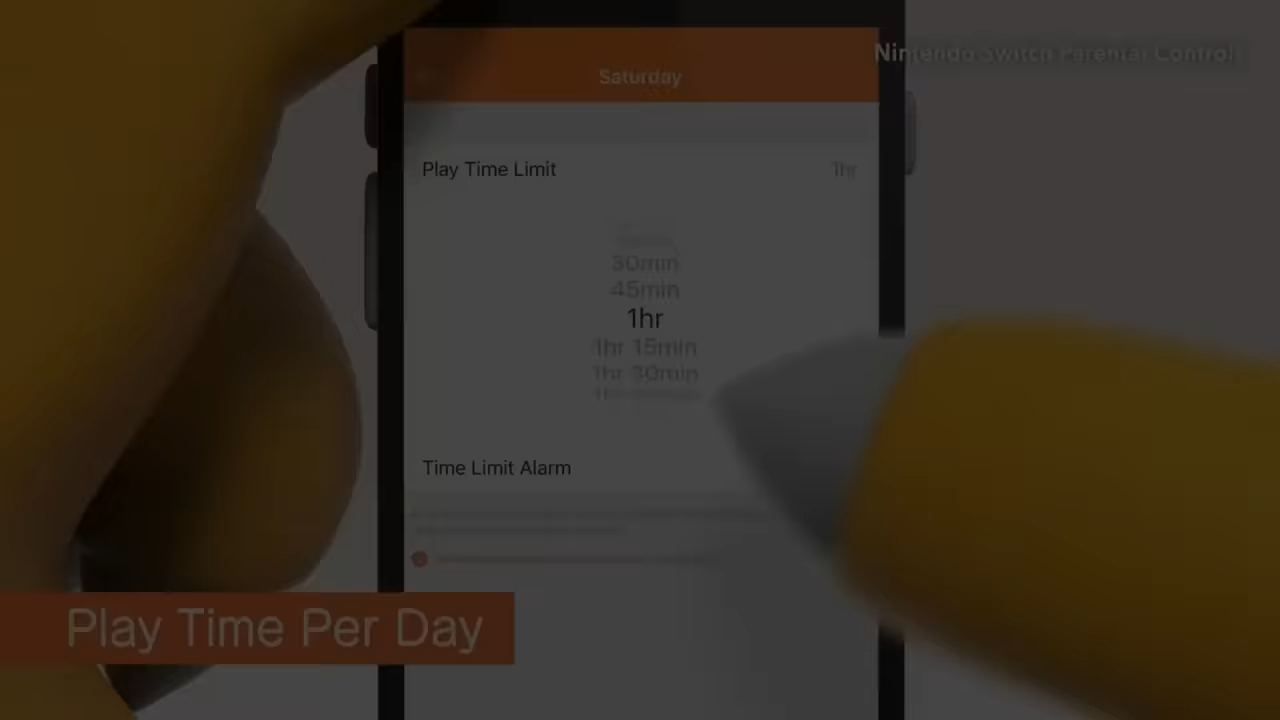 Nintendo Switch Parental Control
Saturday
Play Time Limit
1hr
30min
45min
1hr
1hr 15min
1hr 30min
Time Limit Alarm
Play Time Per Day